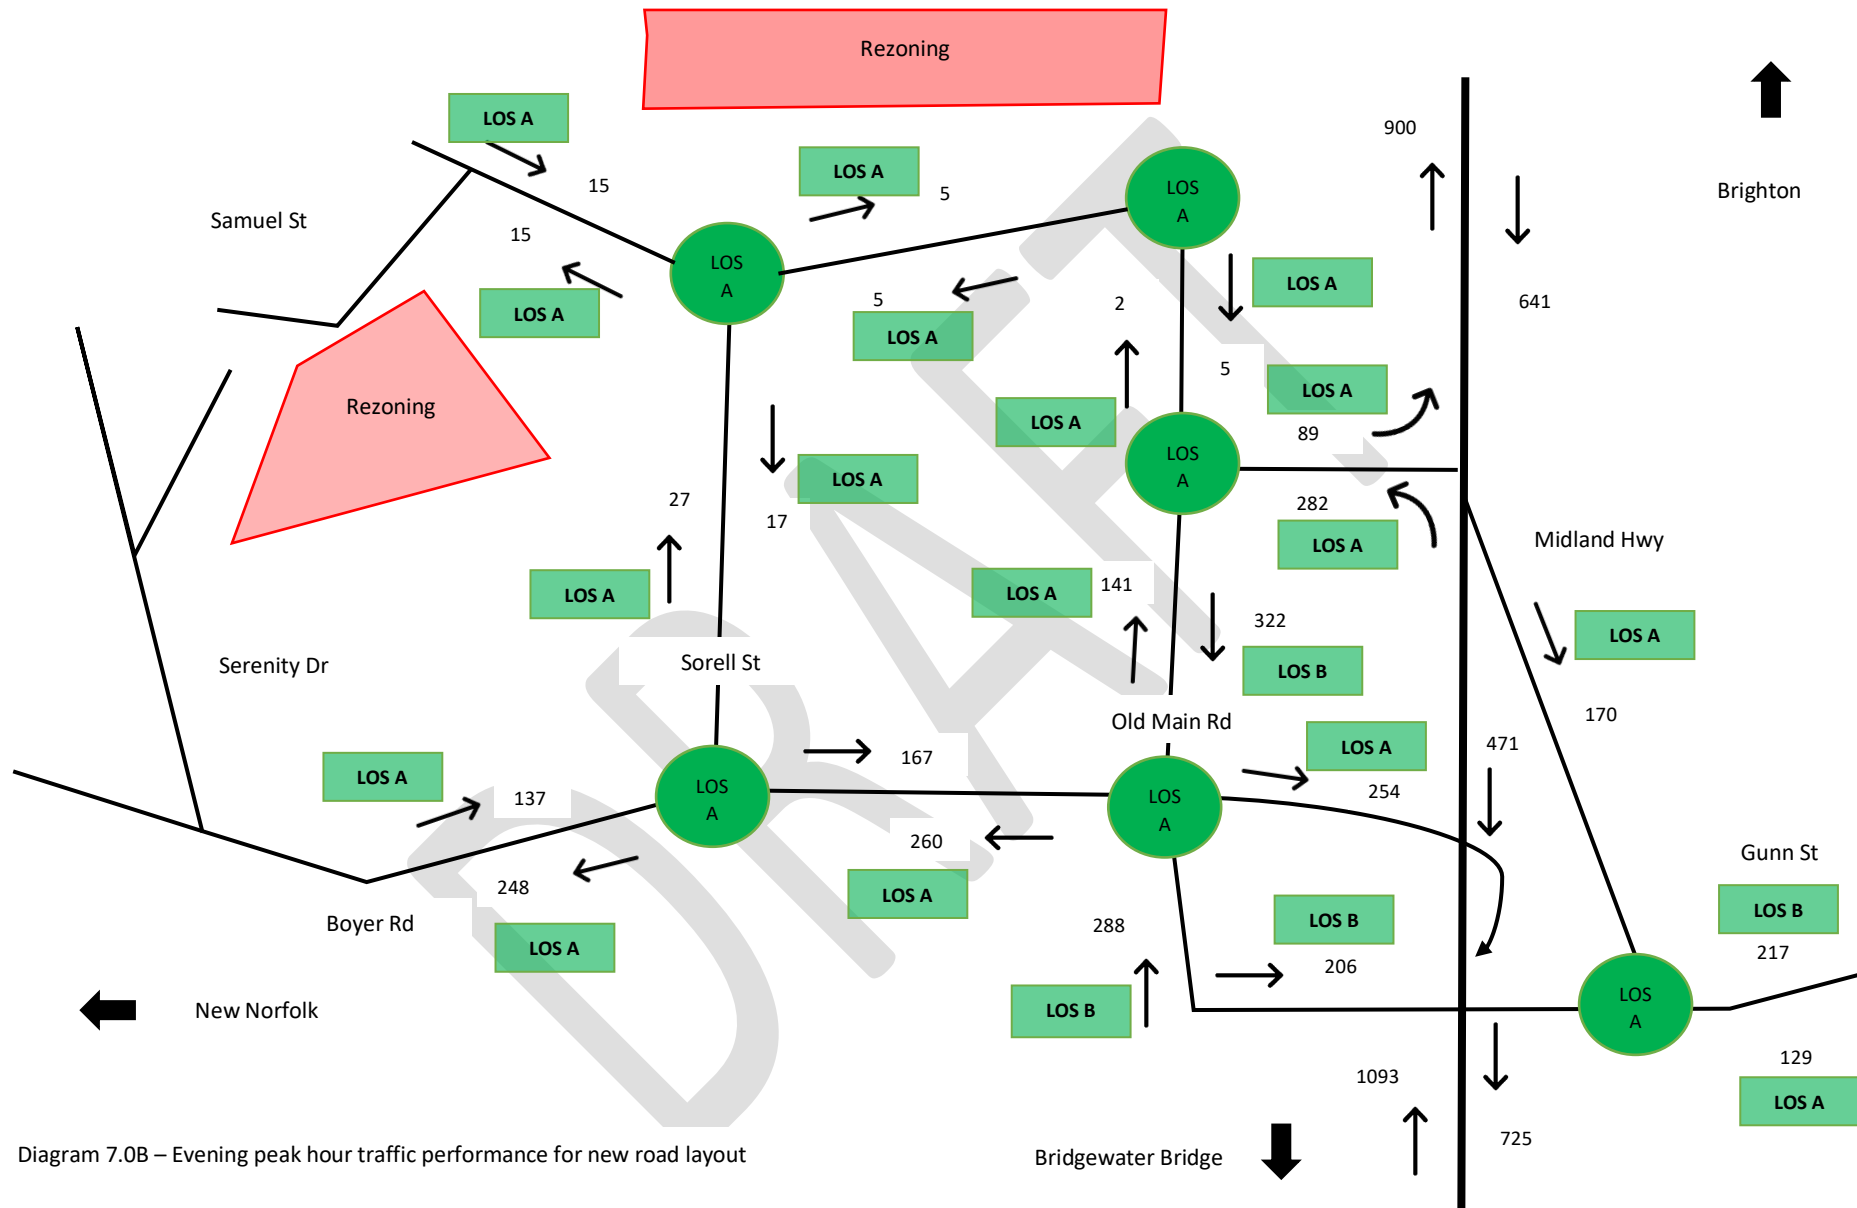 Rezoning
LOS A
900
Brighton
LOS A
LOS
A
15
5
Samuel St
15
LOS
A
LOS A
5
2
641
LOS A
LOS A
5
LOS A
Rezoning
LOS A
89
LOS
A
LOS A
27
17
282
LOS A
Midland Hwy
LOS A
LOS A
141
322
LOS A
Serenity Dr
Sorell St
LOS B
170
Old Main Rd
LOS A
471
254
LOS A
137
167
LOS
A
LOS
A
260
248
LOS A
Gunn St
LOS B
217
Boyer Rd
LOS A
288
LOS B
206
New Norfolk
LOS B
LOS
A
129
LOS A
1093
725
Diagram 7.0B – Evening peak hour traffic performance for new road layout
Bridgewater Bridge
DRAFT